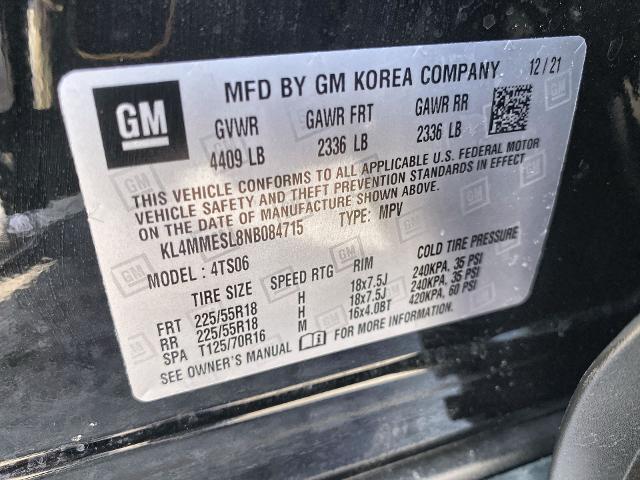 MFD BY GM KOREA COMPANY 12/21
GM
GVWR GAWR FRT GAWR RR
4409 LB 2336 LB 2336 LB
THIS VEHICLE CONFORMS TO ALL APPLICABLE U.S. FEDERAL MOTOR
VEHICLE SAFETY AND THEFT PREVENTION STANDARDS IN EFFECT
ON THE DATE OF MANUFACTURE SHOWN ABOVE.
KL4MMESL8NB084715 TYPE: MPV
MODEL : 4TS06
TIRE SIZE SPEED RTG RIM COLD TIRE PRESSURE
FRT 225/55R18 H 18x7.5J 240KPA, 35 PSI
RR 225/55R18 H 18x7.5J 240KPA, 35 PSI
SPA T125/70R16 M 16x4.0BT 420KPA, 60 PSI
SEE OWNER'S MANUAL FOR MORE INFORMATION.